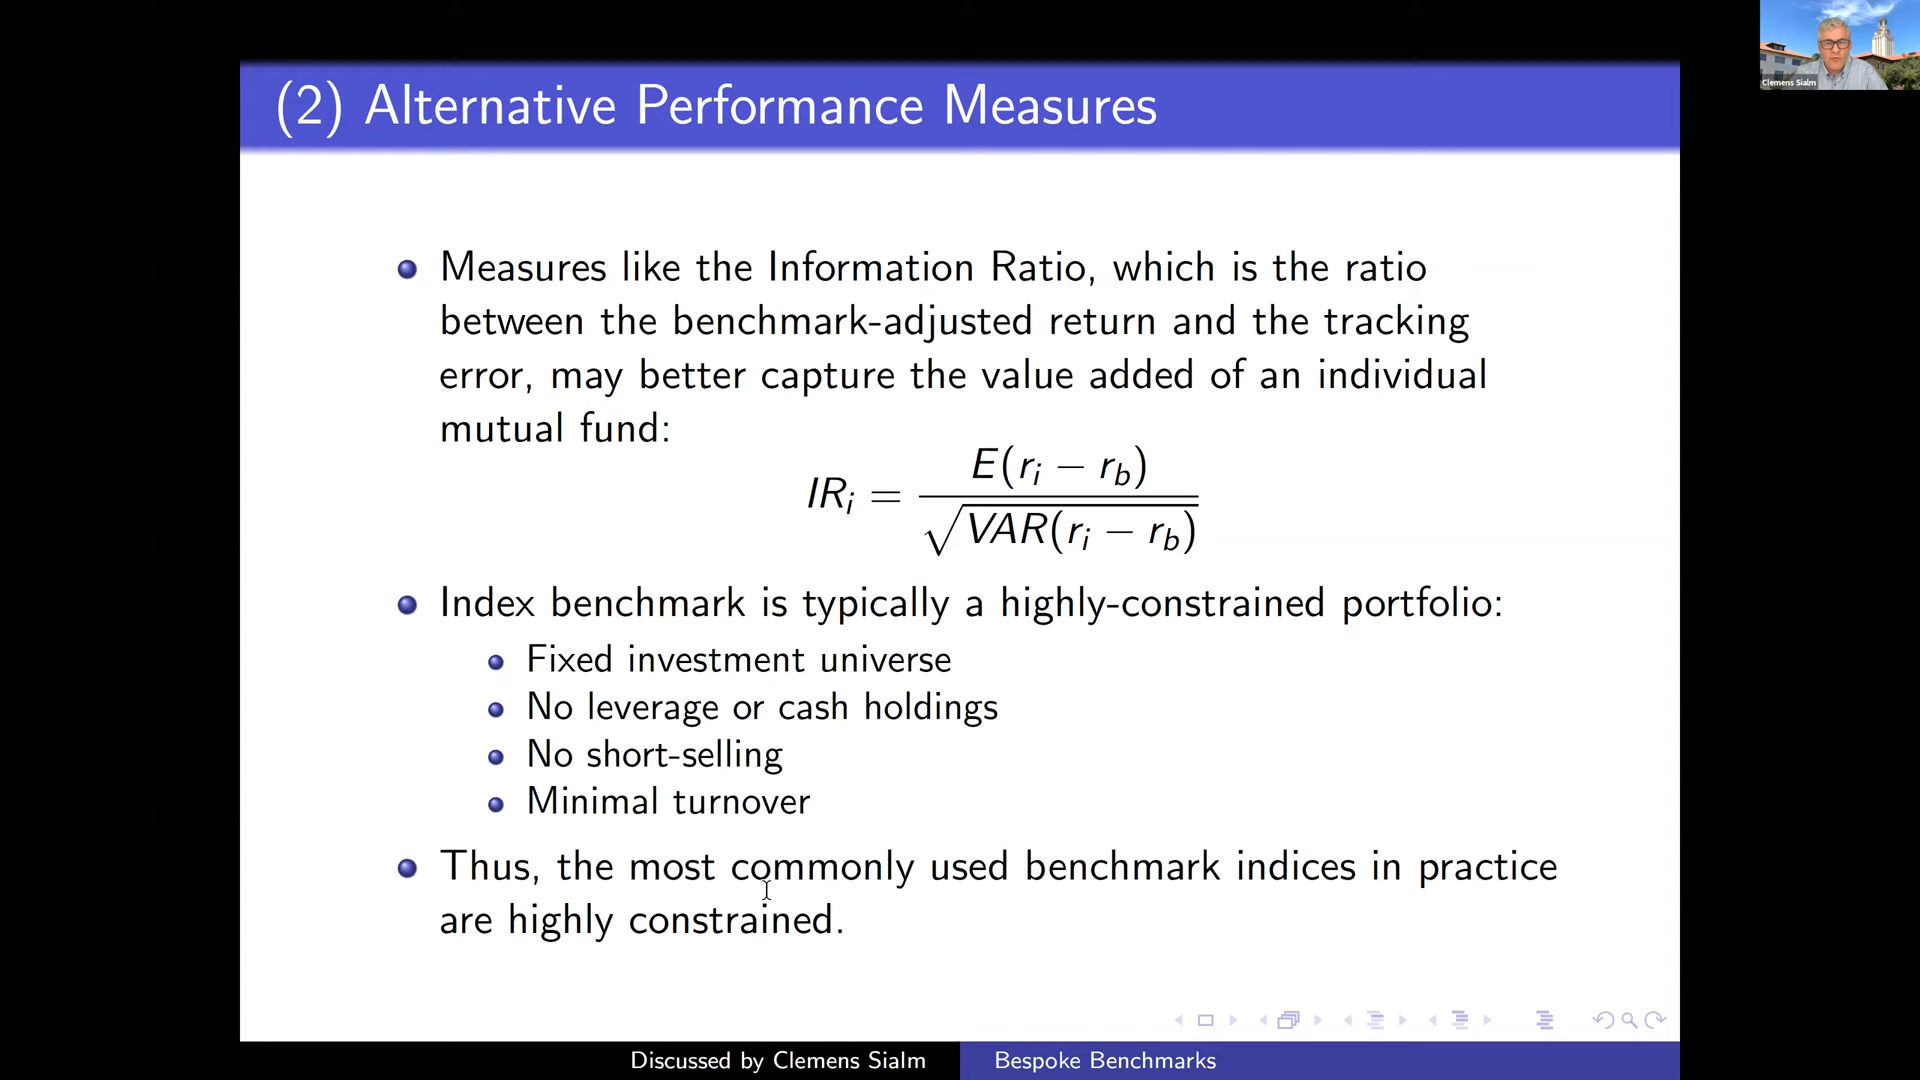 (2) Alternative Performance Measures
Clemens Sialm
Measures like the Information Ratio, which is the ratio
between the benchmark-adjusted return and the tracking
error, may better capture the value added of an individual
mutual fund:
IRᵢ = E(rᵢ − r_b) / √VAR(rᵢ − r_b)
Index benchmark is typically a highly-constrained portfolio:
Fixed investment universe
No leverage or cash holdings
No short-selling
Minimal turnover
Thus, the most commonly used benchmark indices in practice
are highly constrained.
Discussed by Clemens Sialm
Bespoke Benchmarks